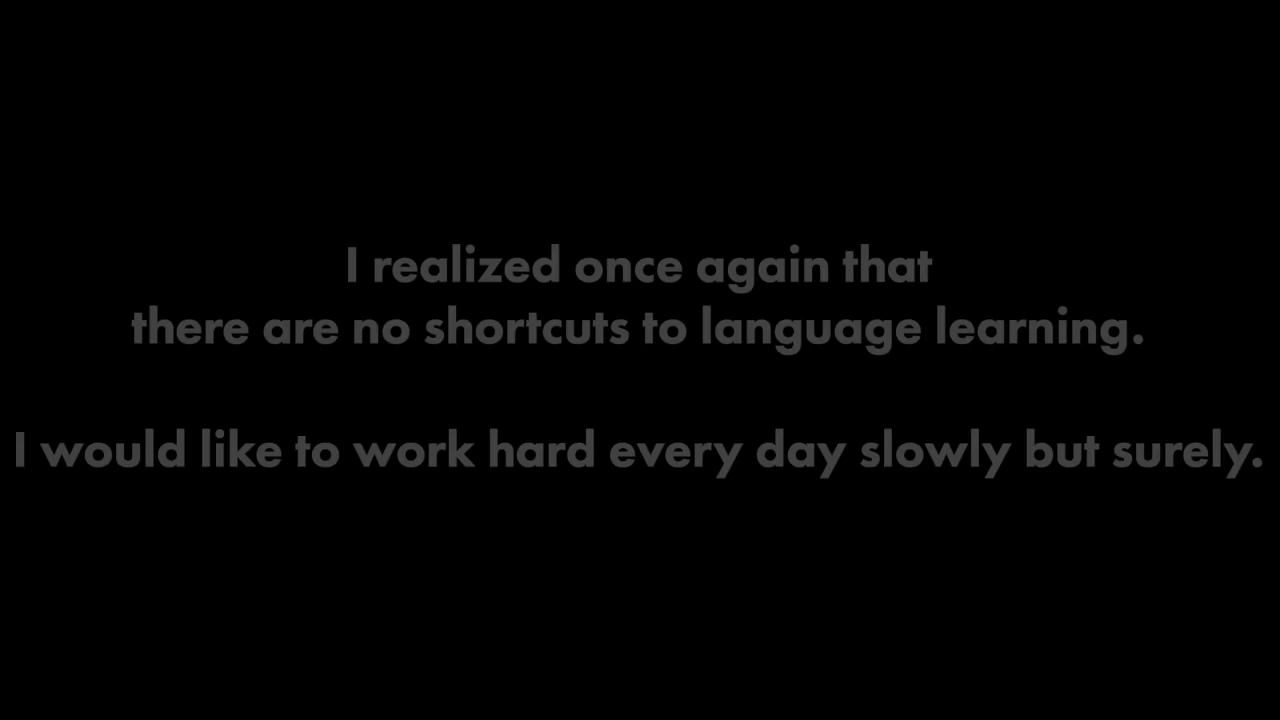 I realized once again that
there are no shortcuts to language learning.
I would like to work hard every day slowly but surely.